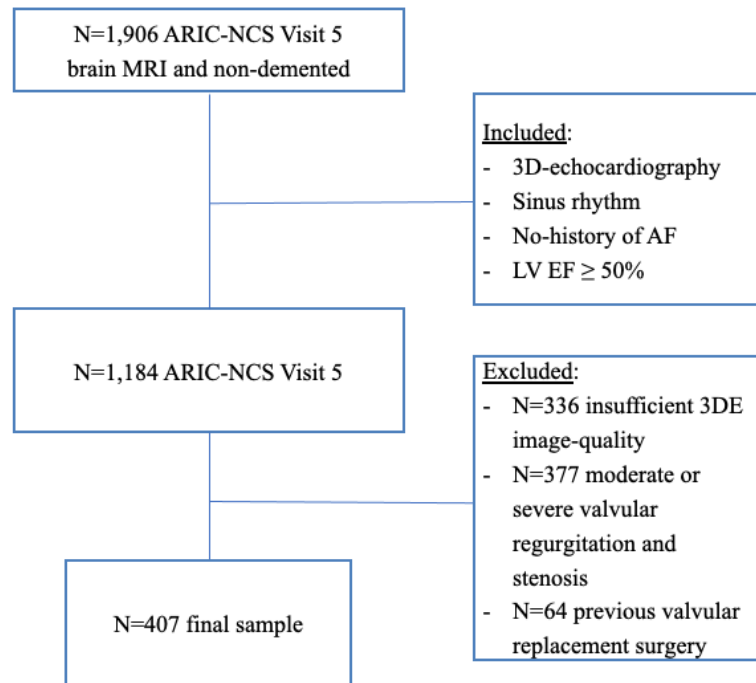 N=1,906 ARIC-NCS Visit 5
brain MRI and non-demented
Included:
- 3D-echocardiography
- Sinus rhythm
- No-history of AF
- LV EF ≥ 50%
N=1,184 ARIC-NCS Visit 5
Excluded:
- N=336 insufficient 3DE
image-quality
- N=377 moderate or
severe valvular
regurgitation and
stenosis
- N=64 previous valvular
replacement surgery
N=407 final sample